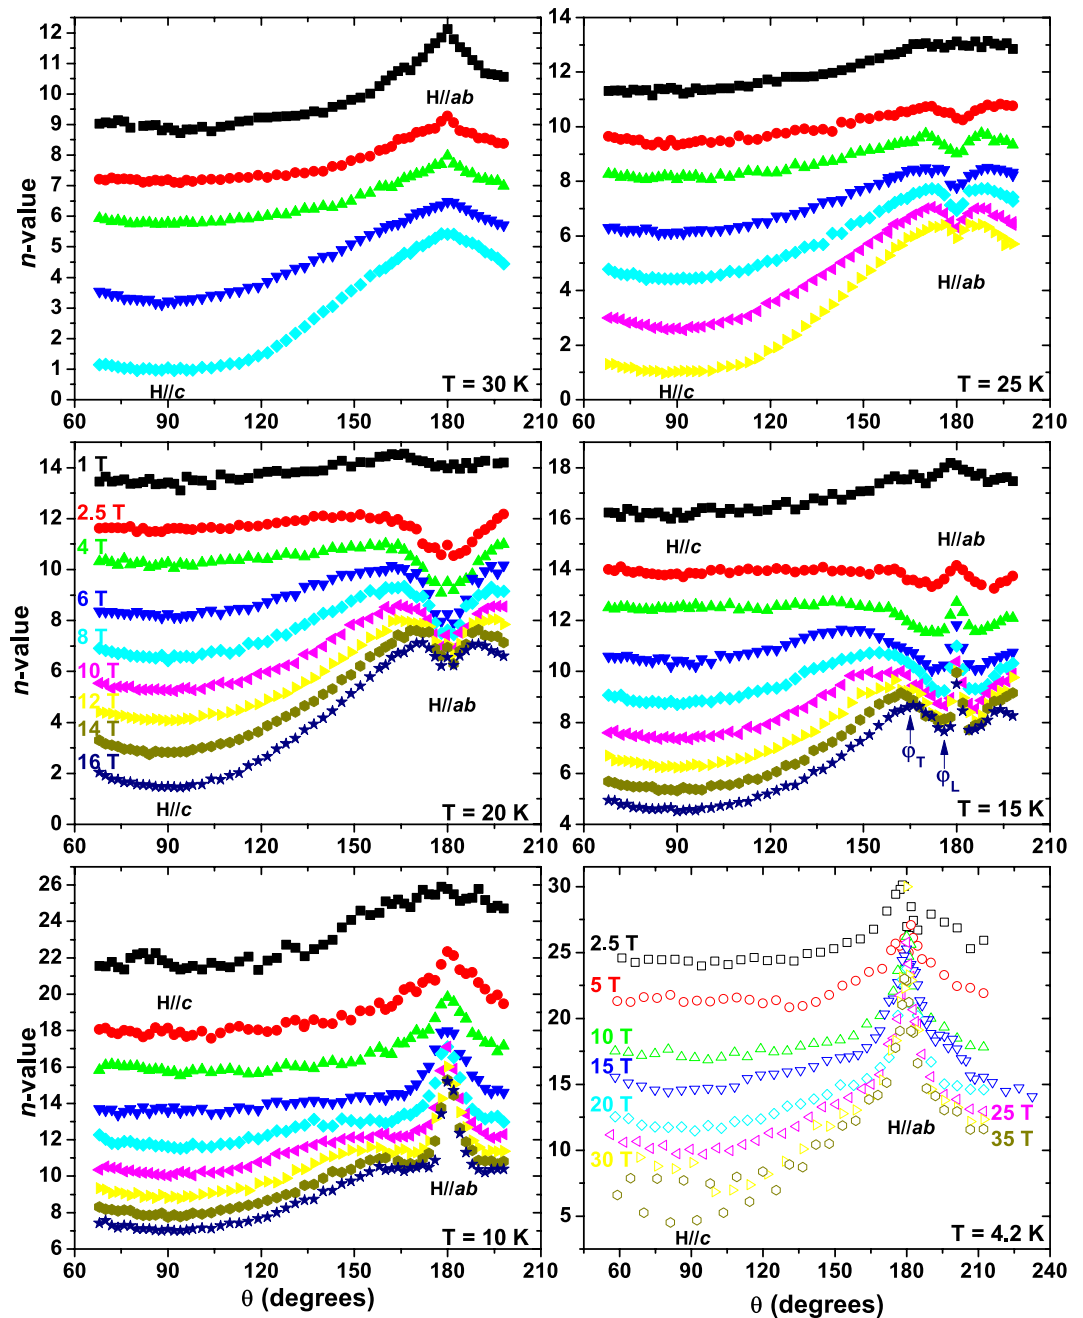 12
11
10
9
8
7
6
5
4
3
2
1
0
n-value
H//ab
H//c
T = 30 K
60 90 120 150 180 210
14
12
10
8
6
4
2
0
H//ab
H//c
T = 25 K
60 90 120 150 180 210
14
12
10
8
6
4
2
0
n-value
1 T
2.5 T
4 T
6 T
8 T
10 T
12 T
14 T
16 T
H//ab
H//c
T = 20 K
60 90 120 150 180 210
18
16
14
12
10
8
6
4
H//c
H//ab
φT
φL
T = 15 K
60 90 120 150 180 210
26
24
22
20
18
16
14
12
10
8
6
n-value
H//c
H//ab
T = 10 K
60 90 120 150 180 210
θ (degrees)
30
25
20
15
10
5
2.5 T
5 T
10 T
15 T
20 T
25 T
30 T
35 T
H//ab
H//c
T = 4.2 K
60 90 120 150 180 210 240
θ (degrees)